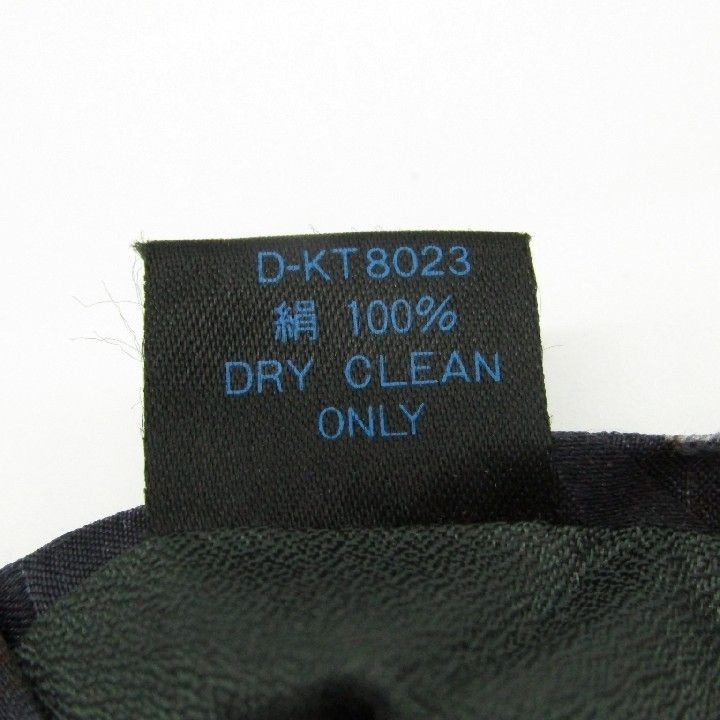 D-KT8023
絹 100%
DRY CLEAN
ONLY